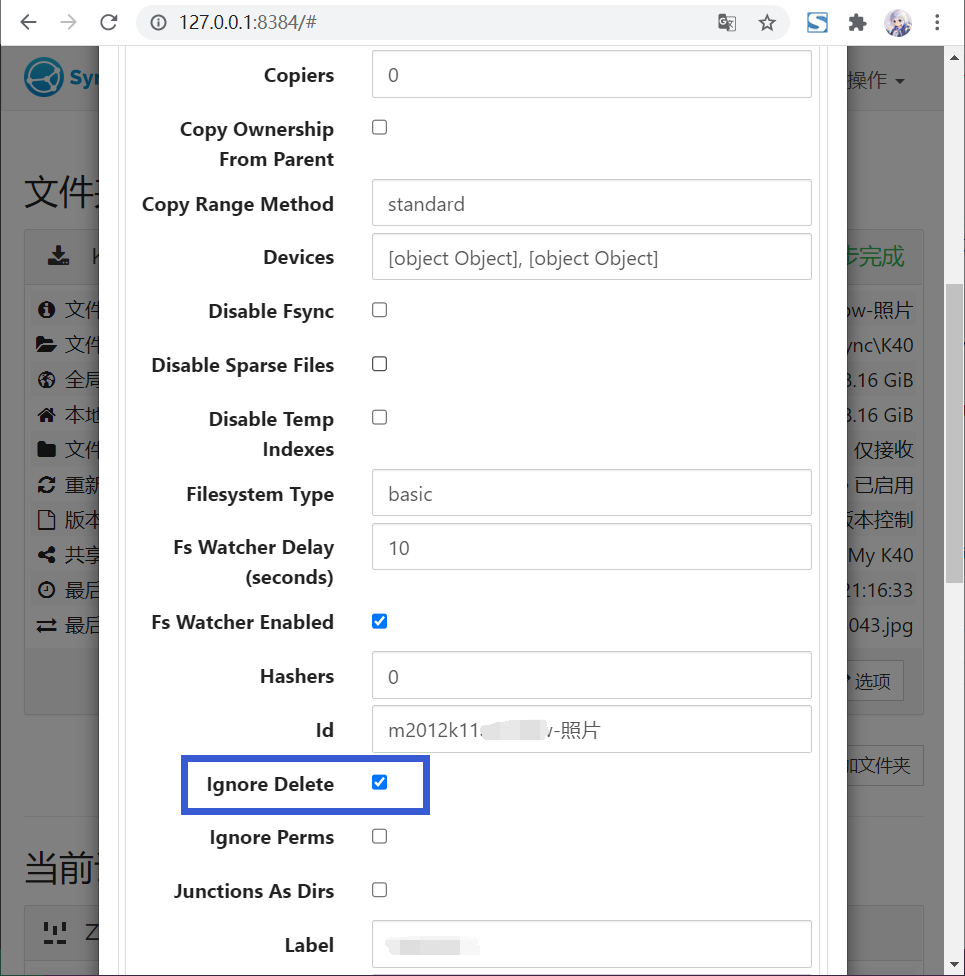 127.0.0.1:8384/#
Syn
操作
文件夹
步完成
Copiers
0
Copy Ownership
From Parent
Copy Range Method
standard
Devices
[object Object], [object Object]
文件
ow-照片
Disable Fsync
文件
ync\K40
Disable Sparse Files
全局
3.16 GiB
本地
3.16 GiB
Disable Temp
Indexes
文件
仅接收
重新
已启用
Filesystem Type
basic
版本
版本控制
Fs Watcher Delay
(seconds)
10
共享
My K40
最后
21:16:33
Fs Watcher Enabled
最后
043.jpg
Hashers
0
选项
Id
m2012k11
-照片
加文件夹
Ignore Delete
Ignore Perms
当前
Junctions As Dirs
Z
Label